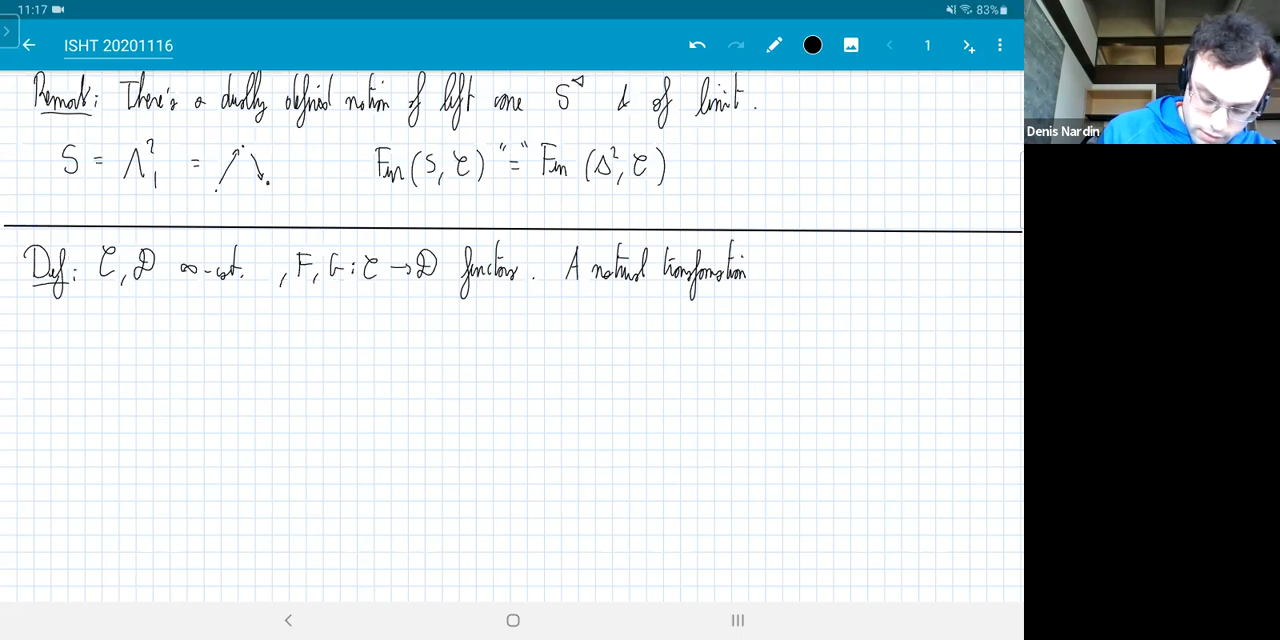 11:17 83%
ISHT 20201116 1
Remark: There's a dually defined notion of left cone S^◁ & of limit.
S = Λ²₁ = Fun(S, C) "=" Fun(Δ², C)
Def: C, D ∞-cat. , F, G : C → D functors. A natural transformation
Denis Nardin